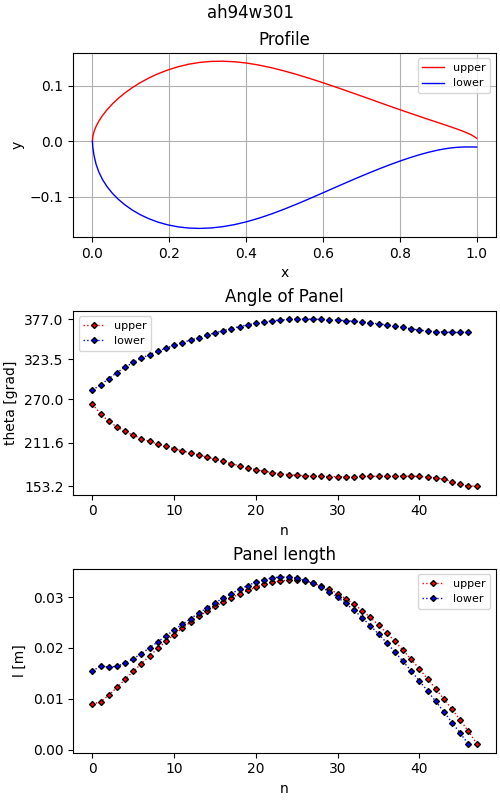 ah94w301
Profile
upper
lower
0.1
0.0
−0.1
y
0.0 0.2 0.4 0.6 0.8 1.0
x
Angle of Panel
upper
lower
377.0
323.5
270.0
211.6
153.2
theta [grad]
0 10 20 30 40
n
Panel length
upper
lower
0.03
0.02
0.01
0.00
l [m]
0 10 20 30 40
n